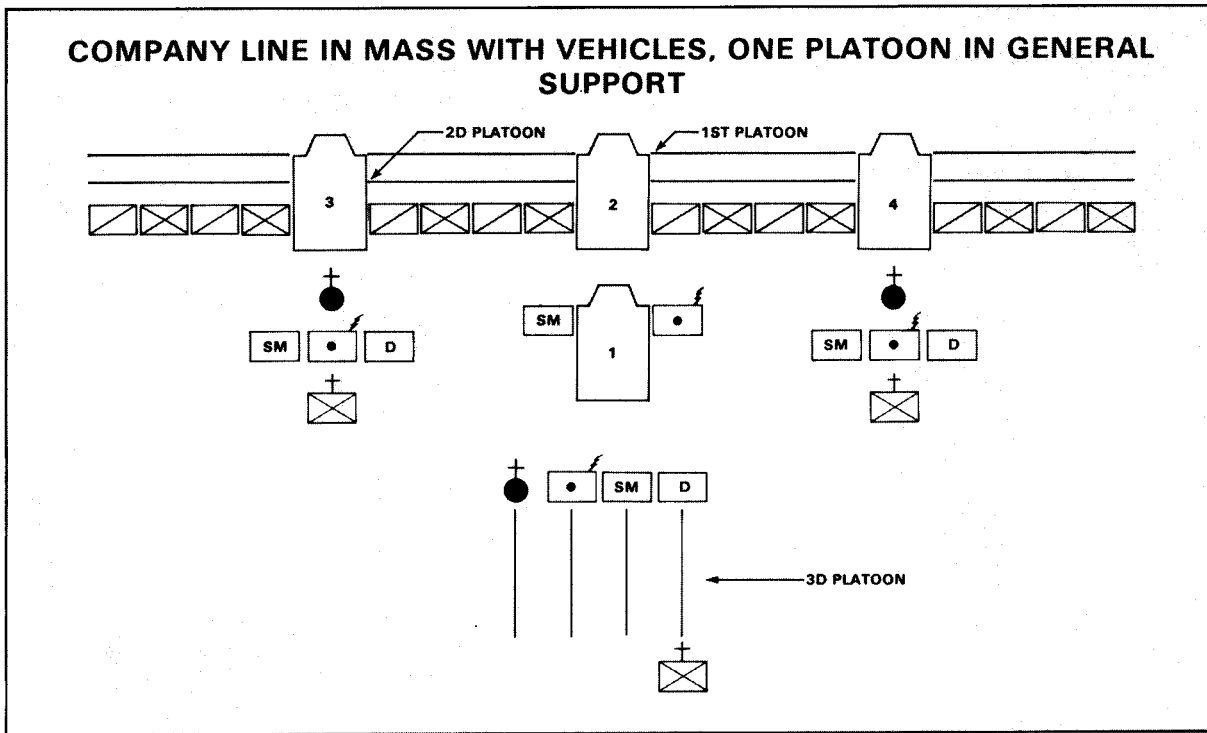 COMPANY LINE IN MASS WITH VEHICLES, ONE PLATOON IN GENERAL
SUPPORT
2D PLATOON
1ST PLATOON
3
2
4
SM
SM
D
1
SM
D
SM
D
3D PLATOON